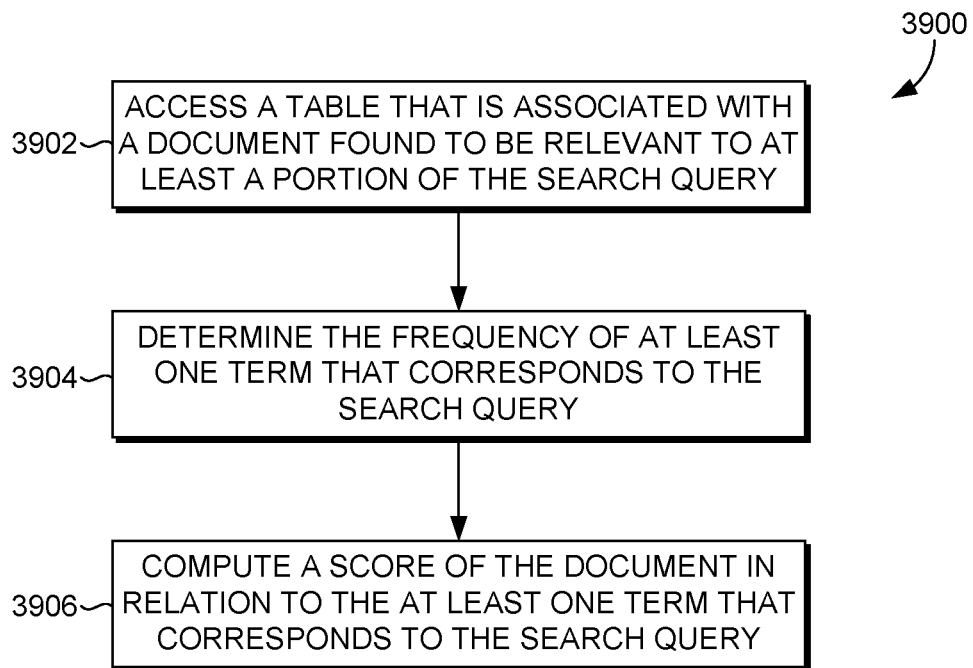 3900
ACCESS A TABLE THAT IS ASSOCIATED WITH
3902
A DOCUMENT FOUND TO BE RELEVANT TO AT
LEAST A PORTION OF THE SEARCH QUERY
DETERMINE THE FREQUENCY OF AT LEAST
3904
ONE TERM THAT CORRESPONDS TO THE
SEARCH QUERY
COMPUTE A SCORE OF THE DOCUMENT IN
3906
RELATION TO THE AT LEAST ONE TERM THAT
CORRESPONDS TO THE SEARCH QUERY